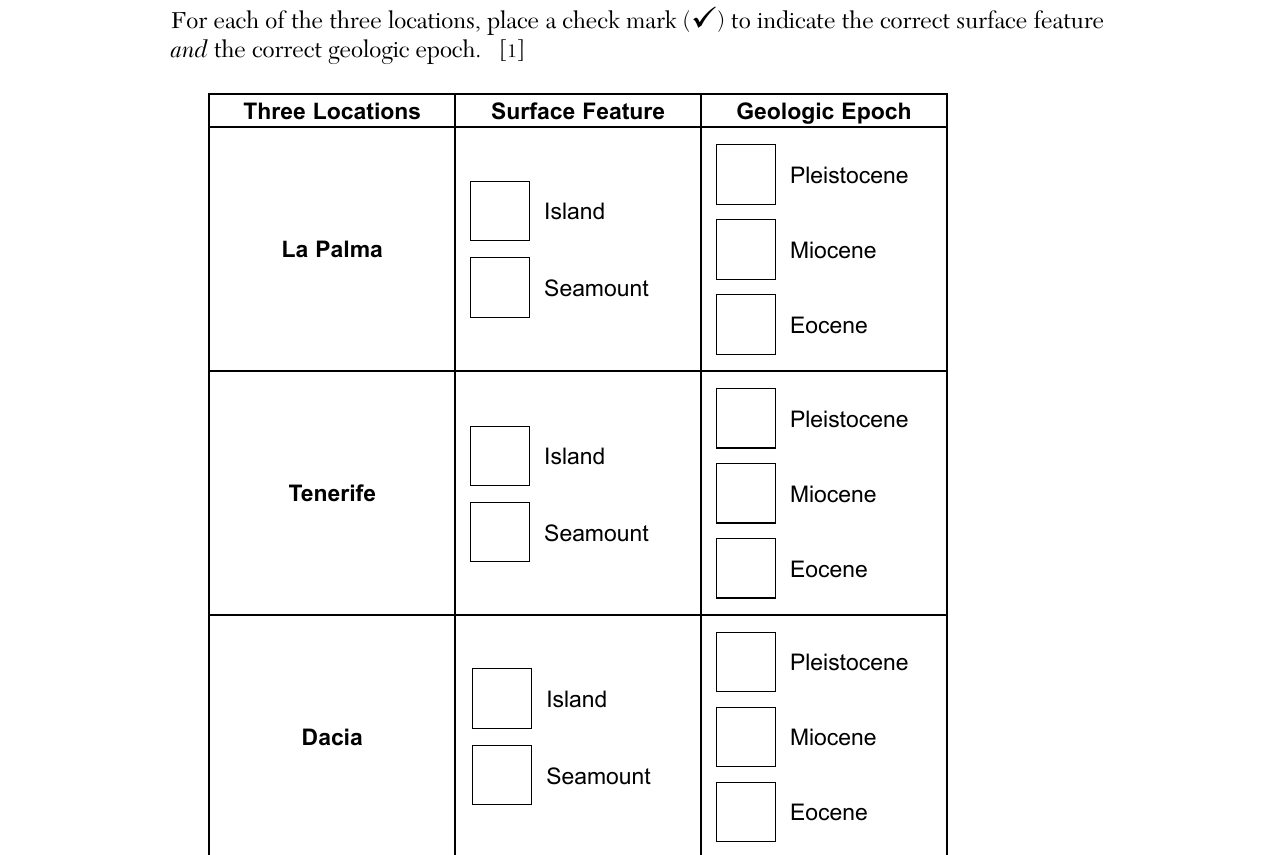 For each of the three locations, place a check mark (✓) to indicate the correct surface feature
and the correct geologic epoch. [1]
Three Locations Surface Feature Geologic Epoch
La Palma
Island
Seamount
Pleistocene
Miocene
Eocene
Tenerife
Island
Seamount
Pleistocene
Miocene
Eocene
Dacia
Island
Seamount
Pleistocene
Miocene
Eocene